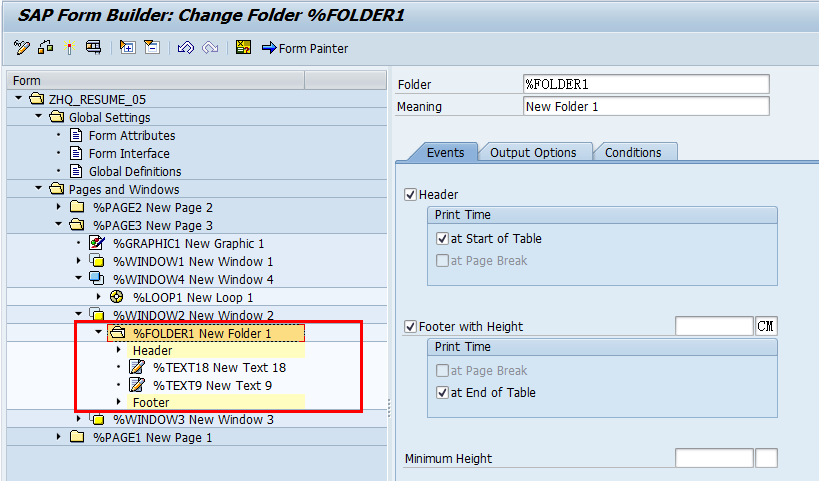 SAP Form Builder: Change Folder %FOLDER1
Form Painter
Form
ZHQ_RESUME_05
Global Settings
Form Attributes
Form Interface
Global Definitions
Pages and Windows
%PAGE2 New Page 2
%PAGE3 New Page 3
%GRAPHIC1 New Graphic 1
%WINDOW1 New Window 1
%WINDOW4 New Window 4
%LOOP1 New Loop 1
%WINDOW2 New Window 2
%FOLDER1 New Folder 1
Header
%TEXT18 New Text 18
%TEXT9 New Text 9
Footer
%WINDOW3 New Window 3
%PAGE1 New Page 1
Folder %FOLDER1
Meaning New Folder 1
Events Output Options Conditions
Header
Print Time
at Start of Table
at Page Break
Footer with Height CM
Print Time
at Page Break
at End of Table
Minimum Height